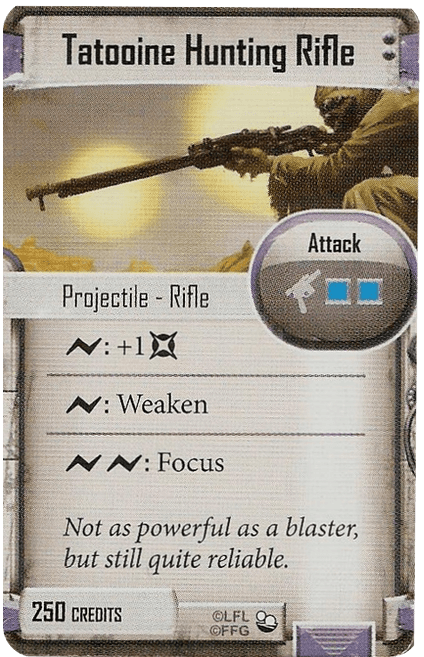 Tatooine Hunting Rifle
Attack
Projectile - Rifle
: +1
: Weaken
: Focus
Not as powerful as a blaster,
but still quite reliable.
250 CREDITS
©LFL
©FFG